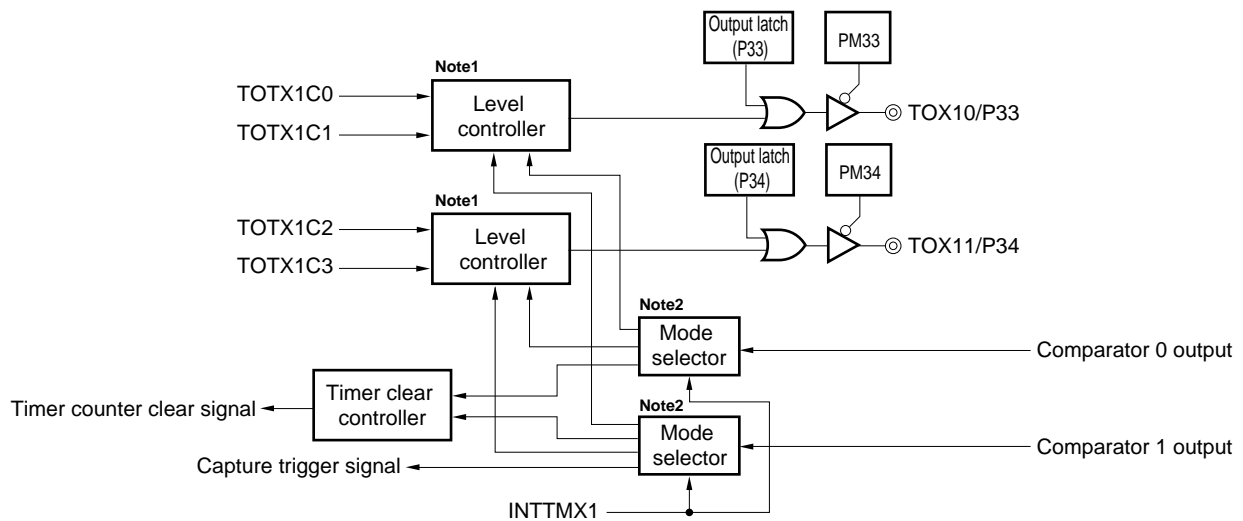 Output latch
(P33)
PM33
Note1
TOTX1C0
TOTX1C1
Level
controller
TOX10/P33
Output latch
(P34)
PM34
Note1
TOTX1C2
TOTX1C3
Level
controller
TOX11/P34
Note2
Mode
selector
Comparator 0 output
Timer clear
controller
Timer counter clear signal
Note2
Mode
selector
Comparator 1 output
Capture trigger signal
INTTMX1